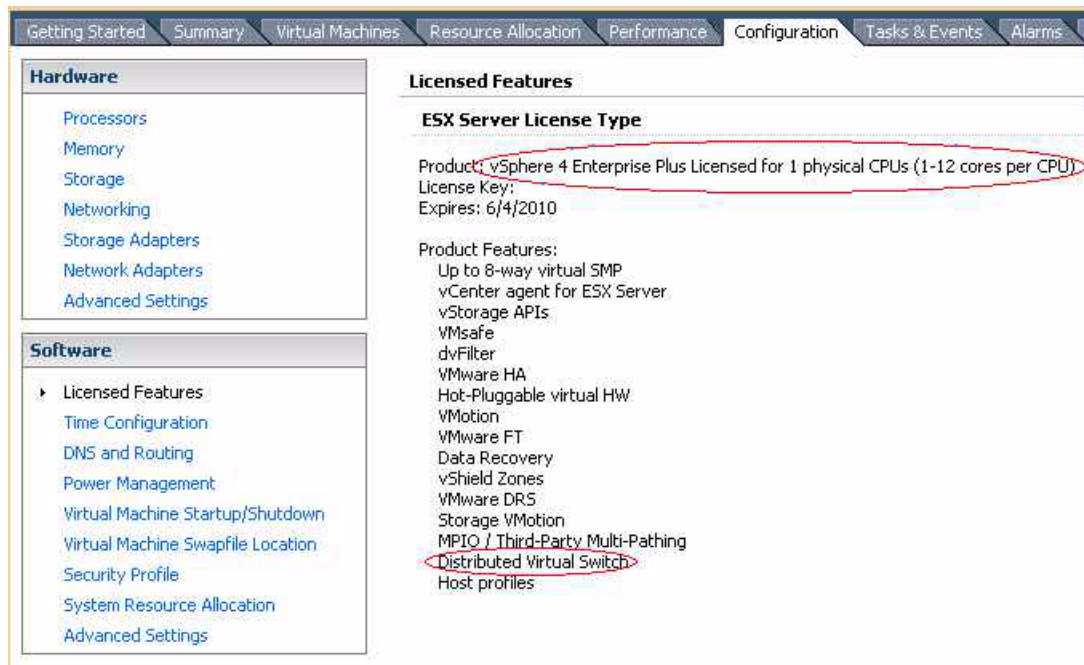 Getting Started Summary Virtual Machines Resource Allocation Performance Configuration Tasks & Events Alarms
Hardware
Processors
Memory
Storage
Networking
Storage Adapters
Network Adapters
Advanced Settings
Software
Licensed Features
Time Configuration
DNS and Routing
Power Management
Virtual Machine Startup/Shutdown
Virtual Machine Swapfile Location
Security Profile
System Resource Allocation
Advanced Settings
Licensed Features
ESX Server License Type
Product: vSphere 4 Enterprise Plus Licensed for 1 physical CPUs (1-12 cores per CPU)
License Key:
Expires: 6/4/2010
Product Features:
Up to 8-way virtual SMP
vCenter agent for ESX Server
vStorage APIs
VMsafe
dvFilter
VMware HA
Hot-Pluggable virtual HW
VMotion
VMware FT
Data Recovery
vShield Zones
VMware DRS
Storage VMotion
MPIO / Third-Party Multi-Pathing
Distributed Virtual Switch
Host profiles